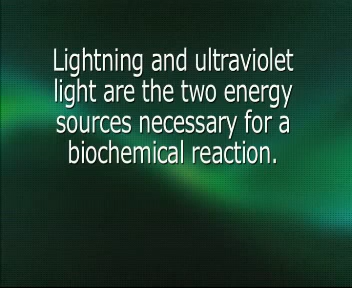 Lightning and ultraviolet
light are the two energy
sources necessary for a
biochemical reaction.